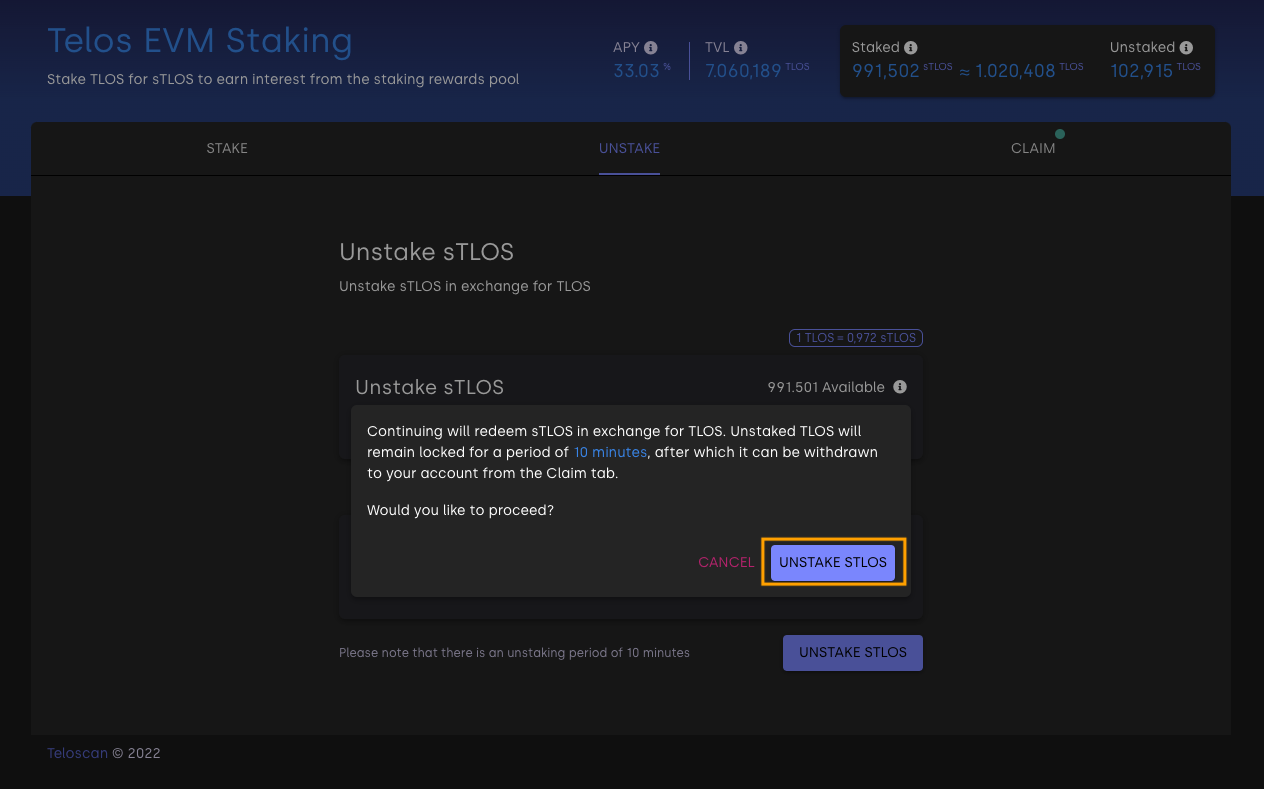 Telos EVM Staking
Stake TLOS for sTLOS to earn interest from the staking rewards pool
APY
33.03 %
TVL
7.060,189 TLOS
Staked
991,502 sTLOS ≈ 1.020,408 TLOS
Unstaked
102,915 TLOS
STAKE
UNSTAKE
CLAIM
Unstake sTLOS
Unstake sTLOS in exchange for TLOS
1 TLOS = 0,972 sTLOS
Unstake sTLOS
991.501 Available
Continuing will redeem sTLOS in exchange for TLOS. Unstaked TLOS will
remain locked for a period of 10 minutes, after which it can be withdrawn
to your account from the Claim tab.
Would you like to proceed?
CANCEL
UNSTAKE STLOS
Please note that there is an unstaking period of 10 minutes
UNSTAKE STLOS
Teloscan © 2022